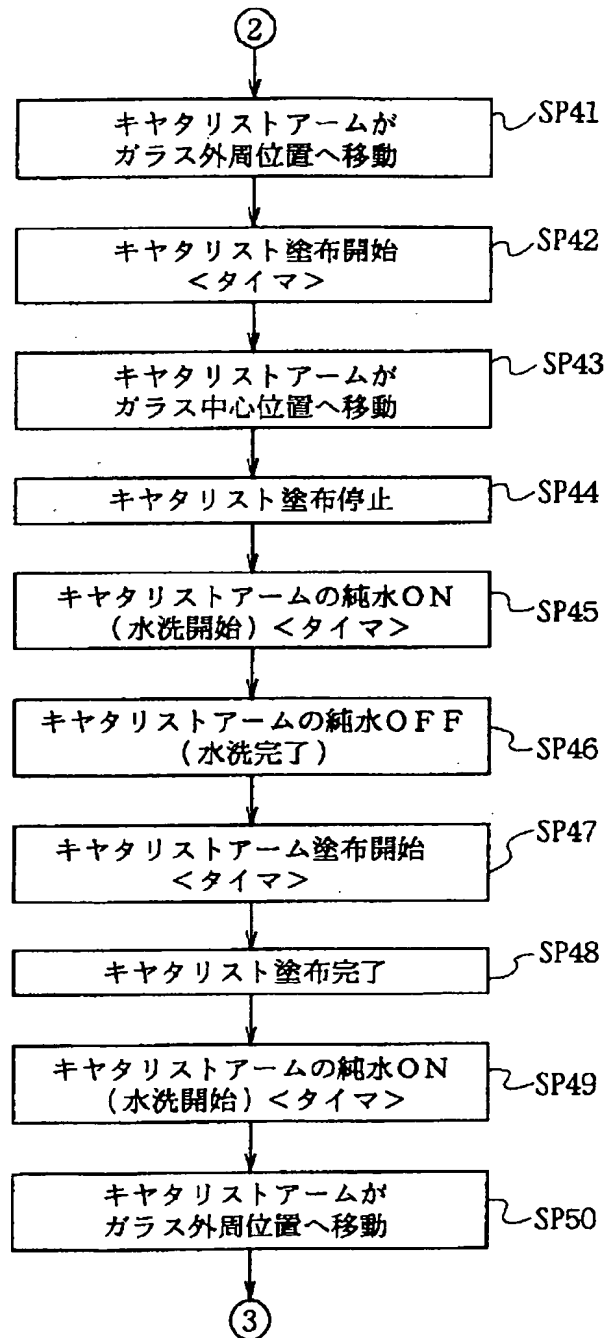 ②
キヤタリストアームが
ガラス外周位置へ移動
SP41
キヤタリスト塗布開始
＜タイマ＞
SP42
キヤタリストアームが
ガラス中心位置へ移動
SP43
キヤタリスト塗布停止
SP44
キヤタリストアームの純水ＯＮ
（水洗開始）＜タイマ＞
SP45
キヤタリストアームの純水ＯＦＦ
（水洗完了）
SP46
キヤタリストアーム塗布開始
＜タイマ＞
SP47
キヤタリスト塗布完了
SP48
キヤタリストアームの純水ＯＮ
（水洗開始）＜タイマ＞
SP49
キヤタリストアームが
ガラス外周位置へ移動
SP50
③